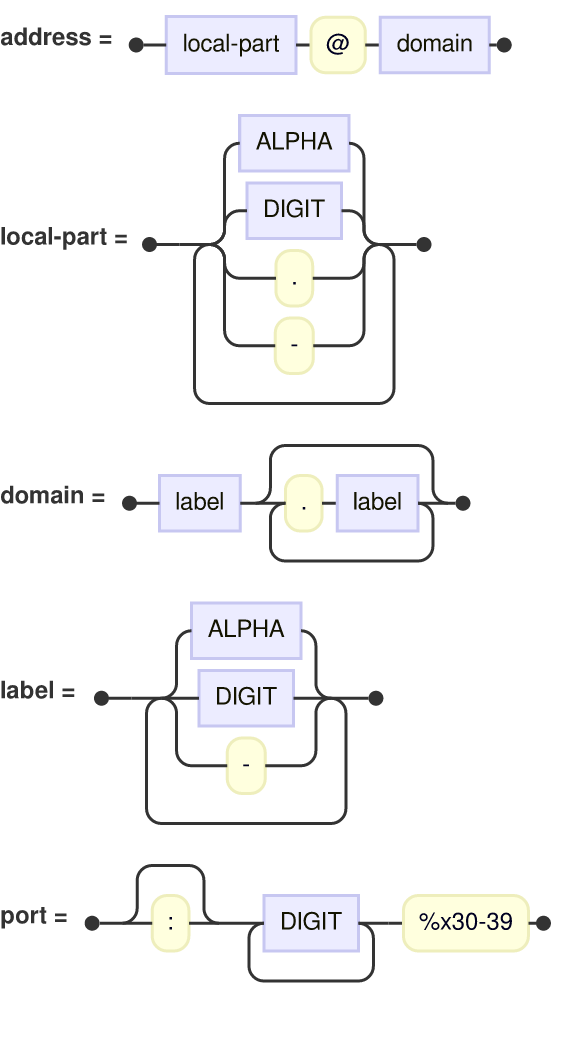 address = local-part @ domain
ALPHA
DIGIT
local-part =
.
-
domain = label . label
ALPHA
label = DIGIT
-
port = : DIGIT %x30-39